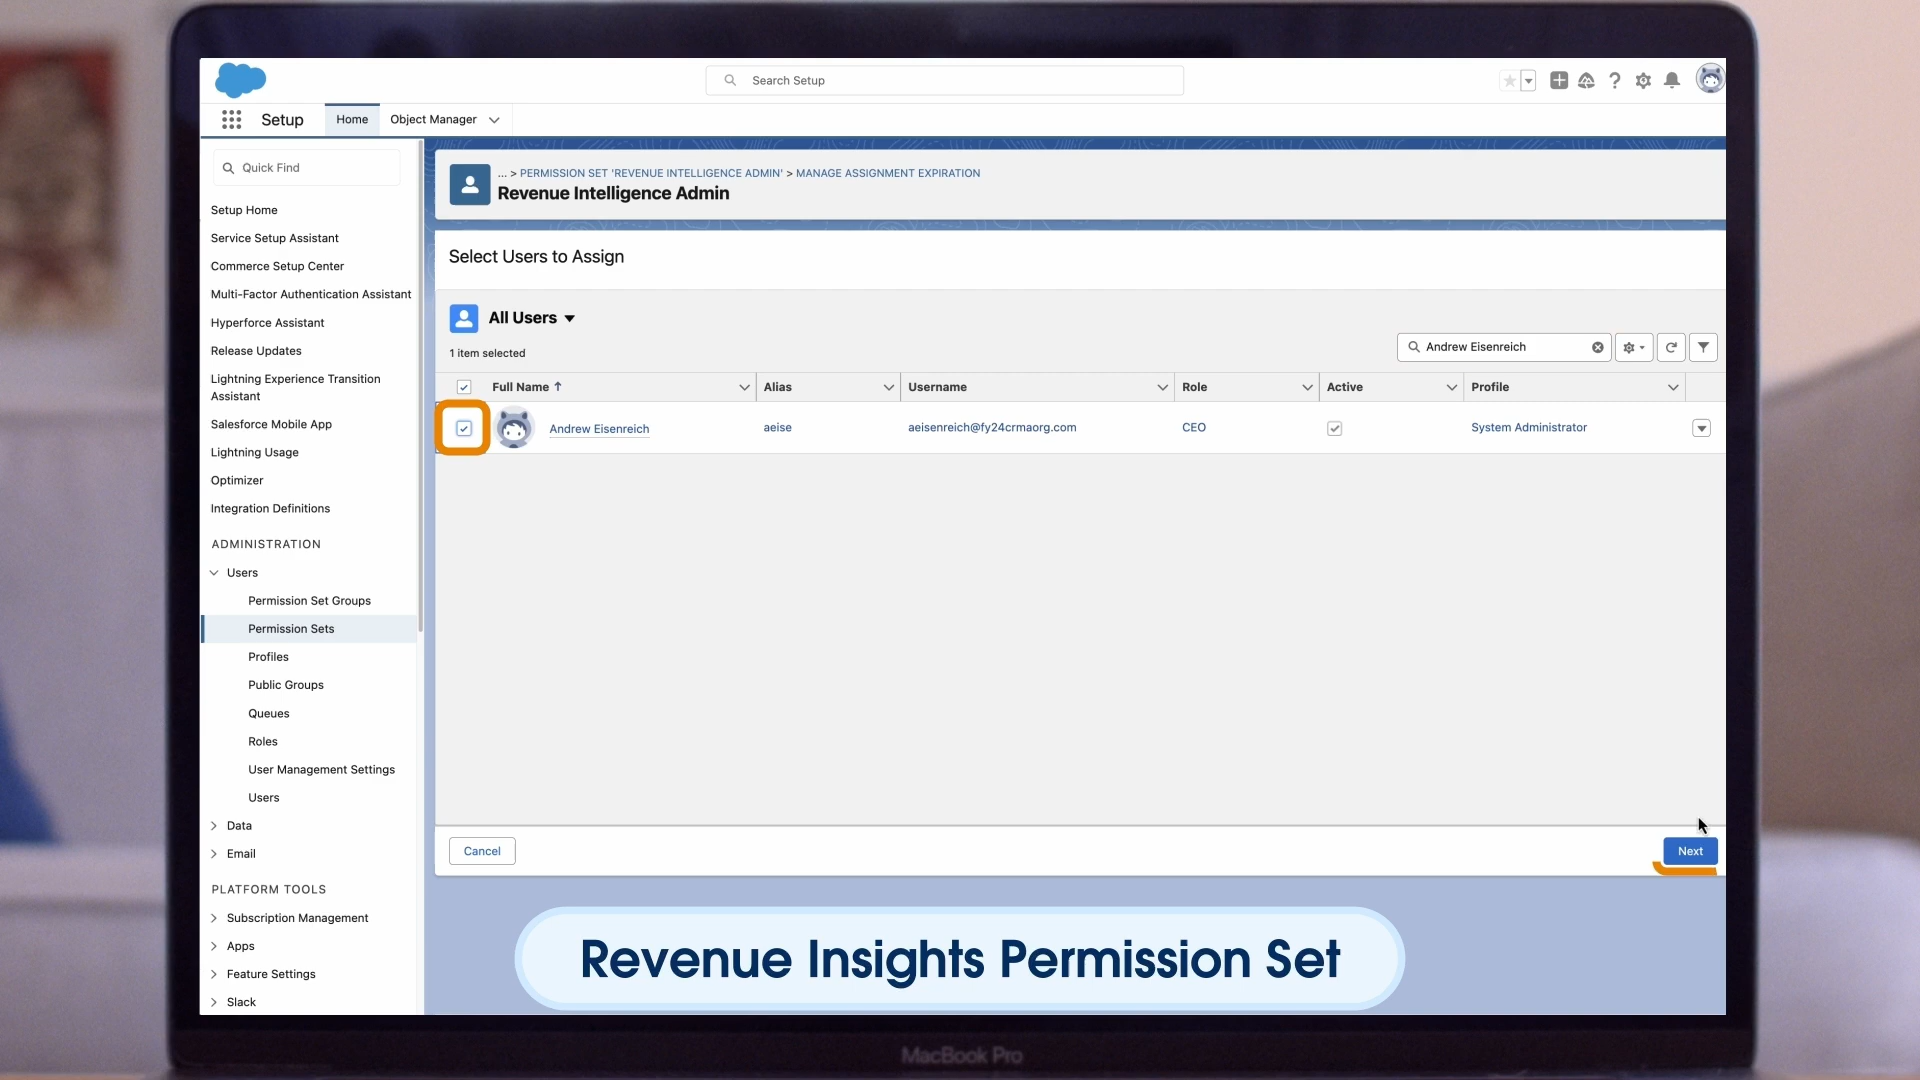 Search Setup
Setup
Home
Object Manager
Quick Find
Setup Home
Service Setup Assistant
Commerce Setup Center
Multi-Factor Authentication Assistant
Hyperforce Assistant
Release Updates
Lightning Experience Transition
Assistant
Salesforce Mobile App
Lightning Usage
Optimizer
Integration Definitions
ADMINISTRATION
Users
Permission Set Groups
Permission Sets
Profiles
Public Groups
Queues
Roles
User Management Settings
Users
Data
Email
PLATFORM TOOLS
Subscription Management
Apps
Feature Settings
Slack
... > PERMISSION SET 'REVENUE INTELLIGENCE ADMIN' > MANAGE ASSIGNMENT EXPIRATION
Revenue Intelligence Admin
Select Users to Assign
All Users
1 item selected
Andrew Eisenreich
Full Name ↑ Alias Username Role Active Profile
Andrew Eisenreich aeise aeisenreich@fy24crmaorg.com CEO System Administrator
Cancel
Next
Revenue Insights Permission Set
MacBook Pro